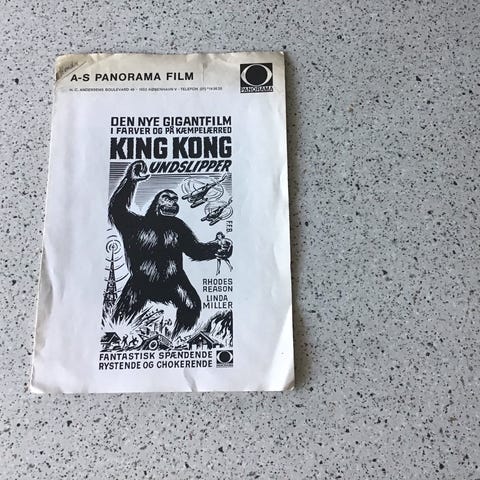 A-S PANORAMA FILM
PANORAMA
DEN NYE GIGANTFILM
I FARVER OG PÅ KÆMPELÆRRED
KING KONG
UNDSLIPPER
F.F.B.
RHODES
REASON
LINDA
MILLER
FANTASTISK SPÆNDENDE
RYSTENDE OG CHOKERENDE